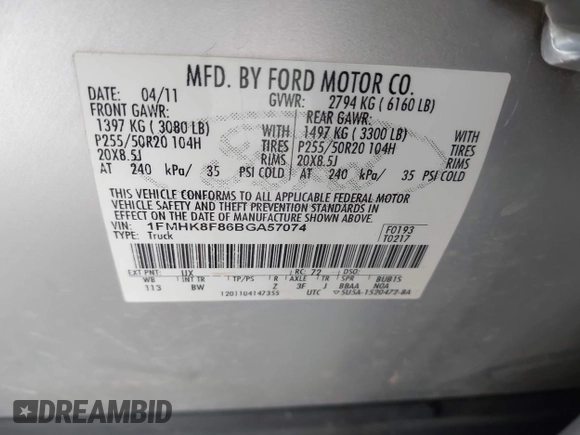 MFD. BY FORD MOTOR CO.
DATE: 04/11 GVWR: 2794 KG ( 6160 LB)
FRONT GAWR: REAR GAWR:
1397 KG ( 3080 LB) WITH 1497 KG ( 3300 LB) WITH
P255/50R20 104H TIRES P255/50R20 104H TIRES
20X8.5J RIMS 20X8.5J RIMS
AT 240 kPa/ 35 PSI COLD AT 240 kPa/ 35 PSI COLD
THIS VEHICLE CONFORMS TO ALL APPLICABLE FEDERAL MOTOR
VEHICLE SAFETY AND THEFT PREVENTION STANDARDS IN
EFFECT ON THE DATE OF MANUFACTURE SHOWN ABOVE.
VIN: 1FMHK8F86BGA57074 F0193
TYPE: Truck T0217
EXT PNT: UX RC: 72 DSO:
WB INT TR TP/PS R AXLE TR SPR
113 BW Z 3F J BBAA NOA
1201104147355 UTC
Ford
DREAMBID